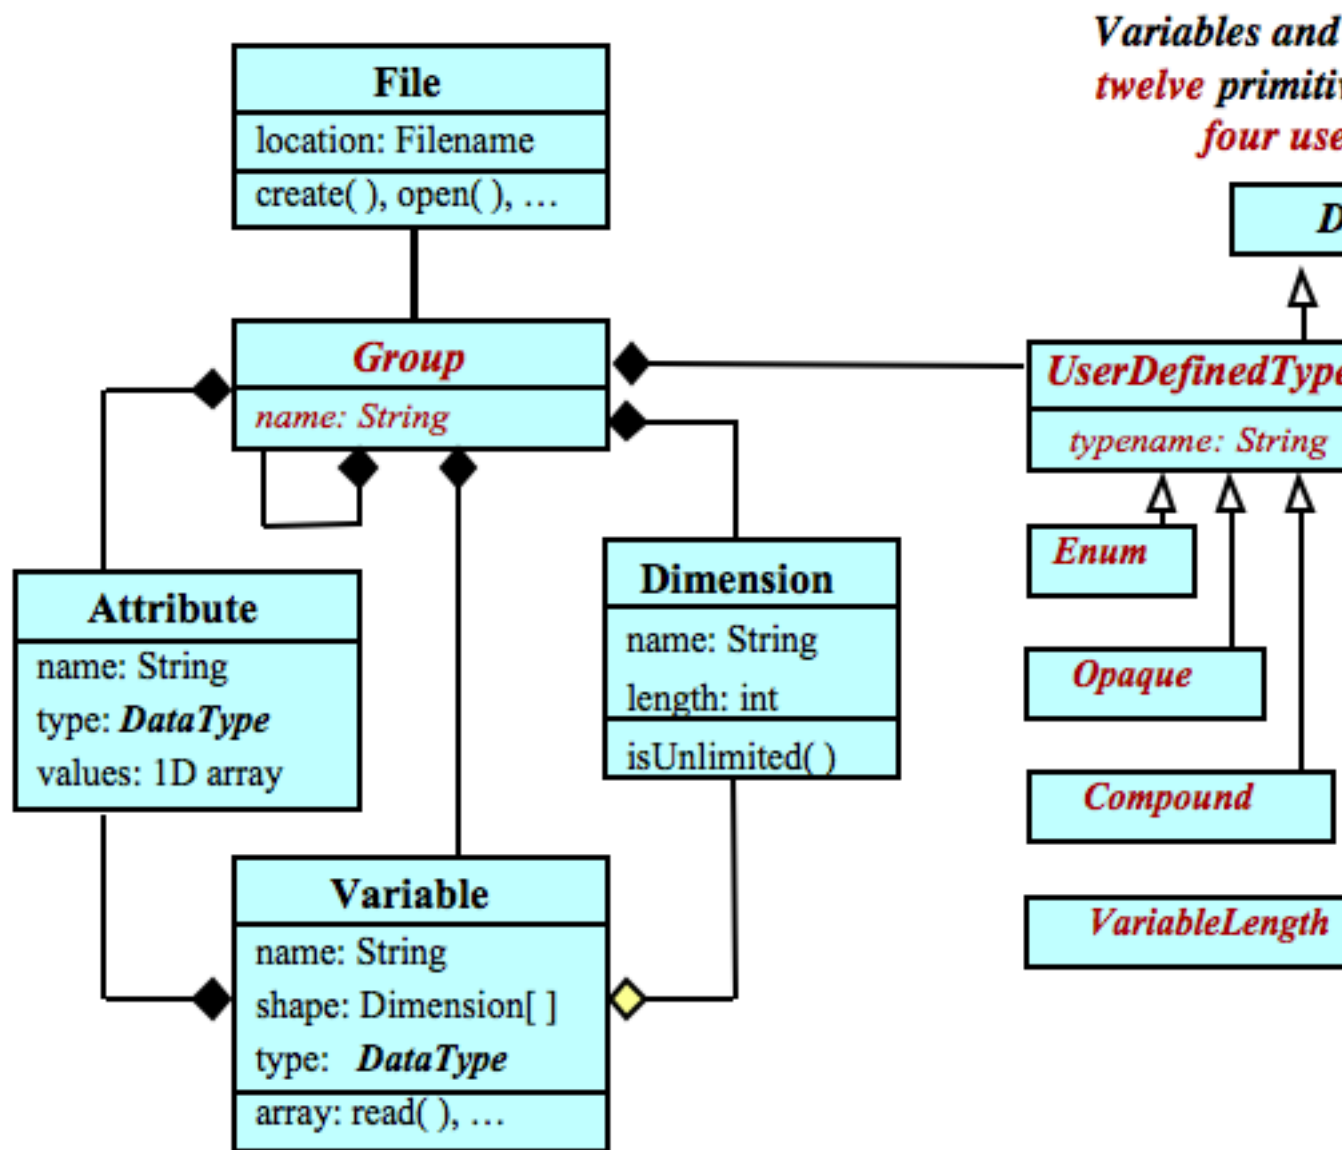 Variables and
twelve
four
File
location: Filename
create( ), open( ), …
Group
name: String
Attribute
name: String
type: DataType
values: 1D array
Dimension
name: String
length: int
isUnlimited( )
Variable
name: String
shape: Dimension[ ]
type: DataType
array: read( ), …
UserDefinedType
typename: String
Enum
Opaque
Compound
VariableLength